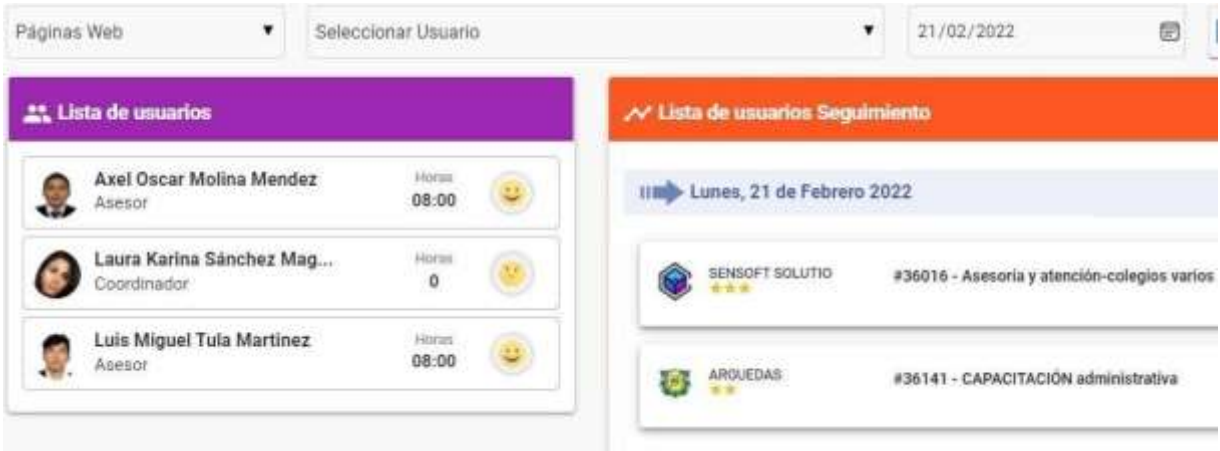 Páginas Web
Seleccionar Usuario
21/02/2022
Lista de usuarios
Axel Oscar Molina Mendez
Asesor
Horas
08:00
Laura Karina Sánchez Mag...
Coordinador
Horas
0
Luis Miguel Tula Martinez
Asesor
Horas
08:00
Lista de usuarios Seguimiento
Lunes, 21 de Febrero 2022
SENSOFT SOLUTIO
#36016 - Asesoría y atención-colegios varios
ARGUEDAS
#36141 - CAPACITACIÓN administrativa